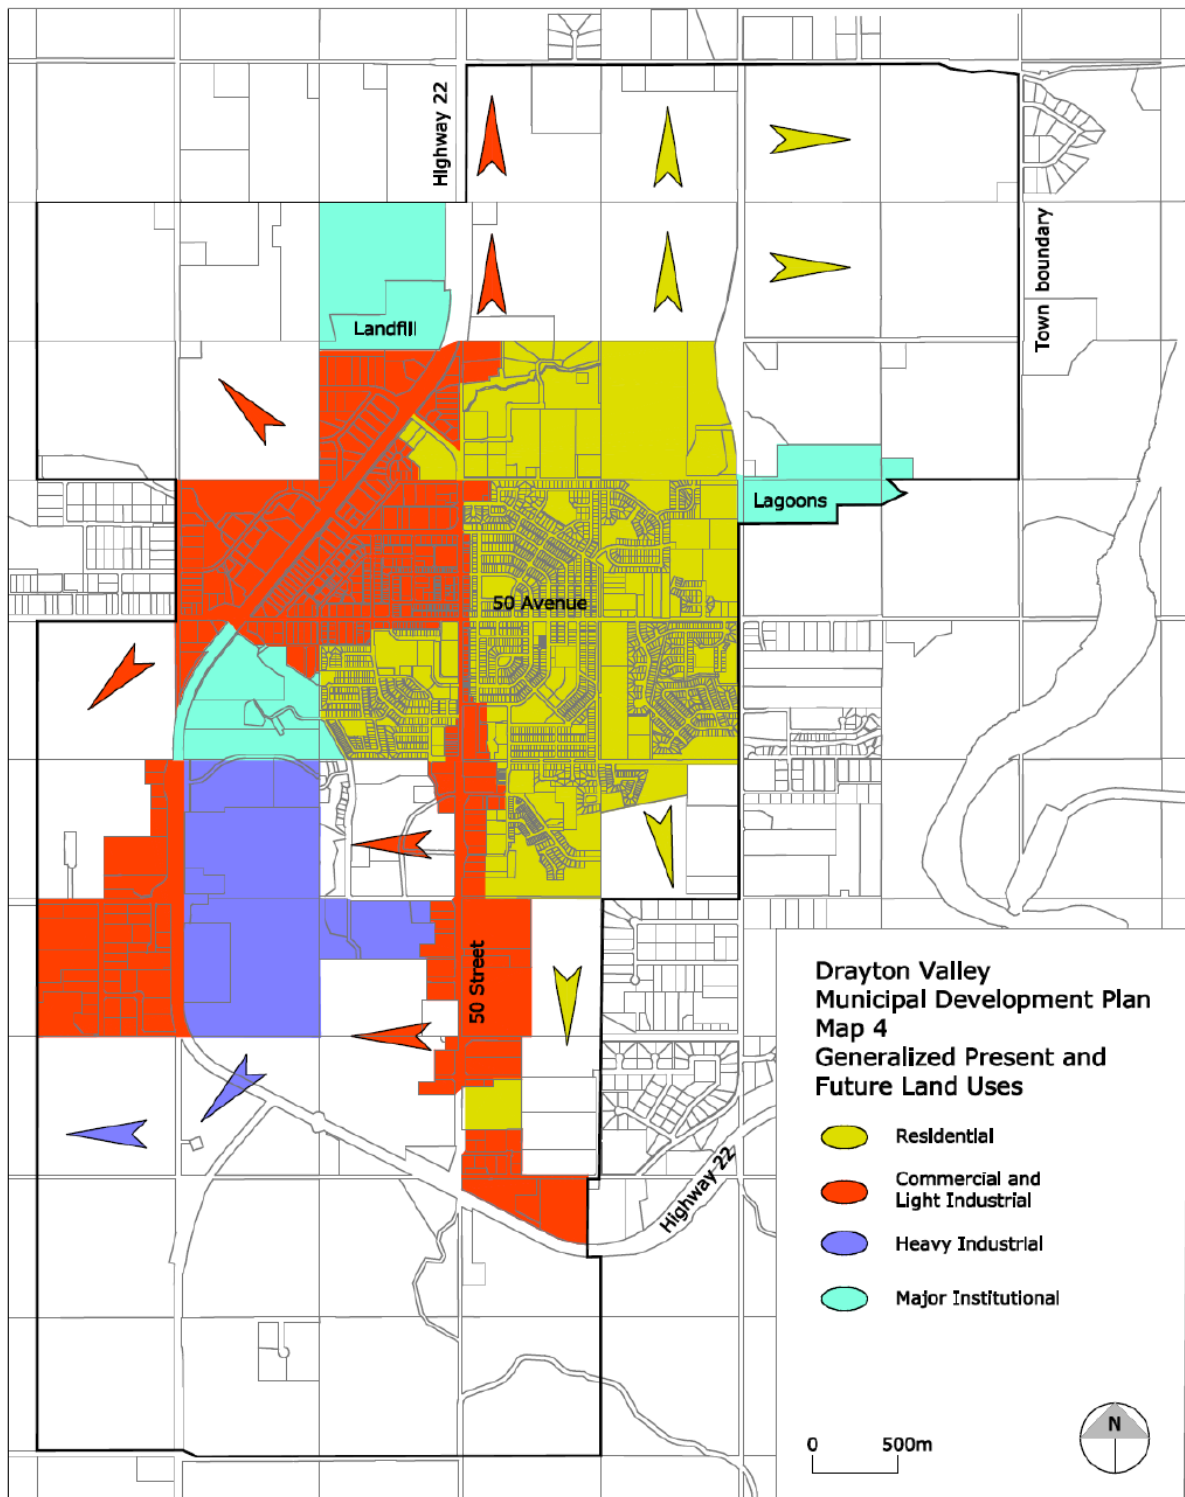 Highway 22
Town boundary
Landfill
Lagoons
50 Avenue
50 Street
Highway 22
Drayton Valley
Municipal Development Plan
Map 4
Generalized Present and
Future Land Uses
Residential
Commercial and
Light Industrial
Heavy Industrial
Major Institutional
0 500m
N